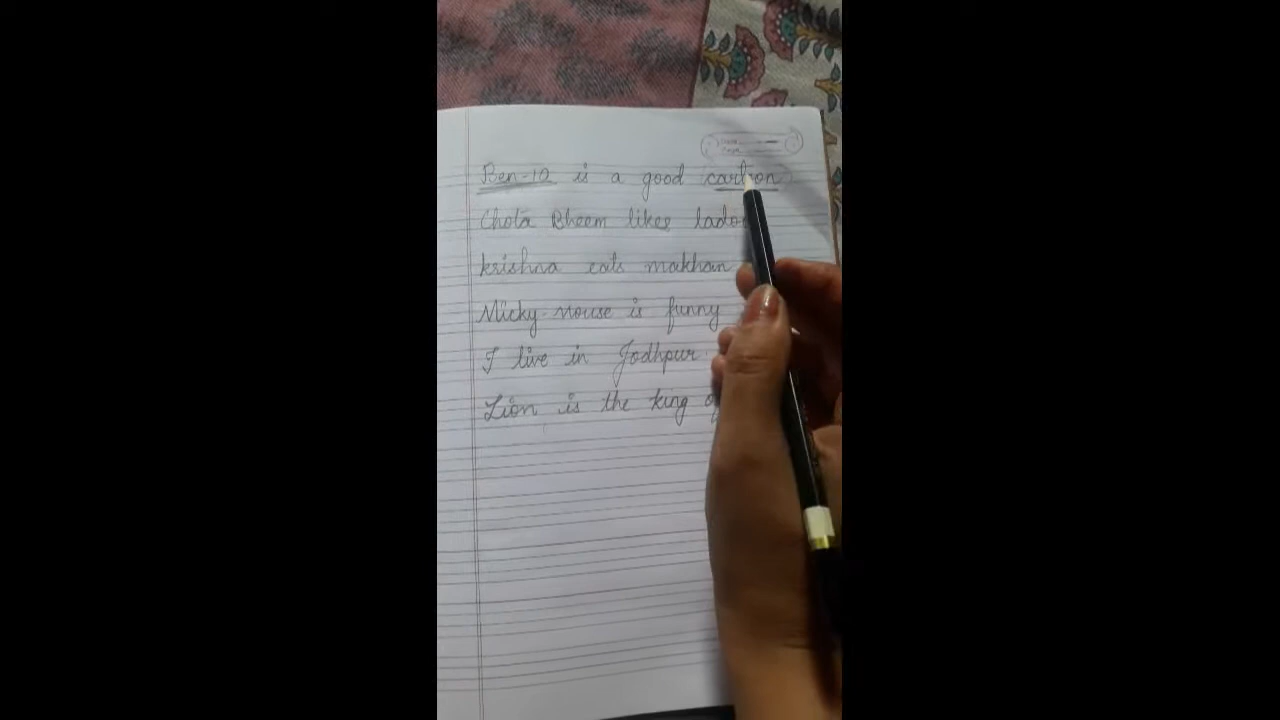 Ben-10 is a good cartoon
Chota Bheem likes
Krishna eats makhan
Micky-mouse is funny
I live in Jodhpur
Lion is the king